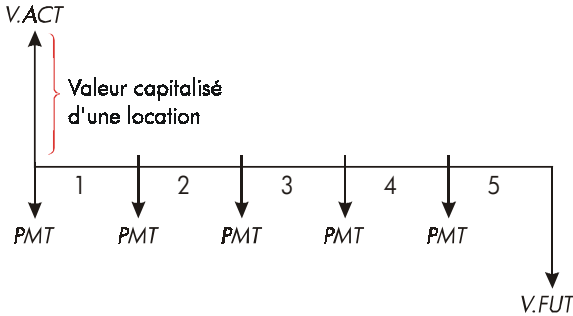 V.ACT
Valeur capitalisé
d'une location
1 2 3 4 5
PMT PMT PMT PMT PMT
V.FUT